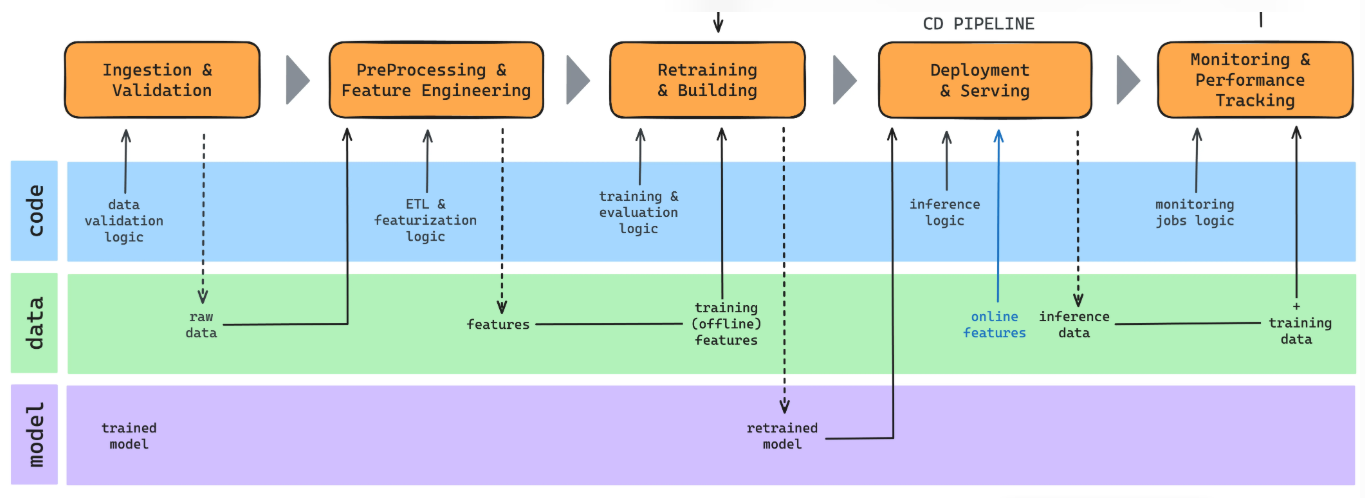 CD PIPELINE
Ingestion &
Validation
PreProcessing &
Feature Engineering
Retraining
& Building
Deployment
& Serving
Monitoring &
Performance
Tracking
code
data
validation
logic
ETL &
featurization
logic
training &
evaluation
logic
inference
logic
monitoring
jobs logic
data
raw
data
features
training
(offline)
features
online
features
inference
data
+
training
data
model
trained
model
retrained
model